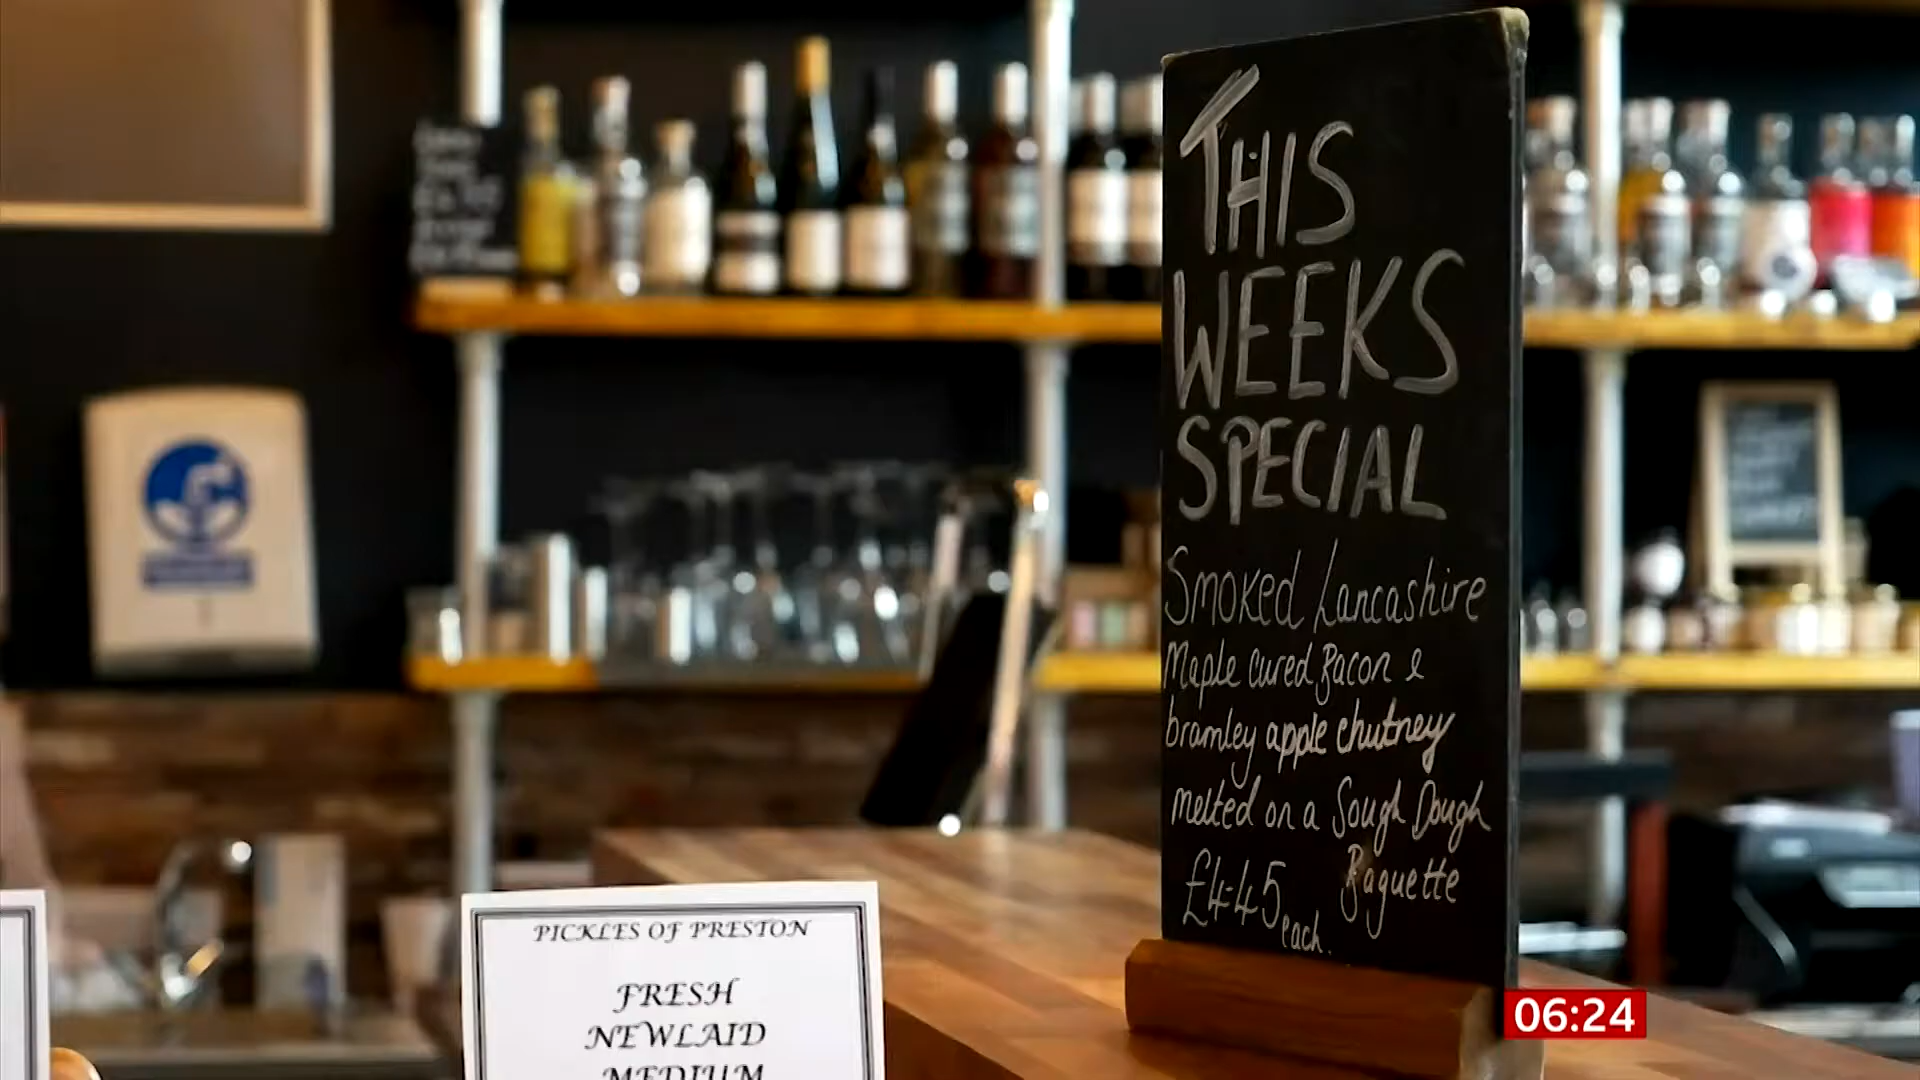 THIS
WEEKS
SPECIAL
Smoked Lancashire
Maple cured Bacon &
bramley apple chutney
melted on a Sough Dough
Baguette
£4.45 each.
PICKLES OF PRESTON
FRESH
NEWLAID
MEDIUM
06:24